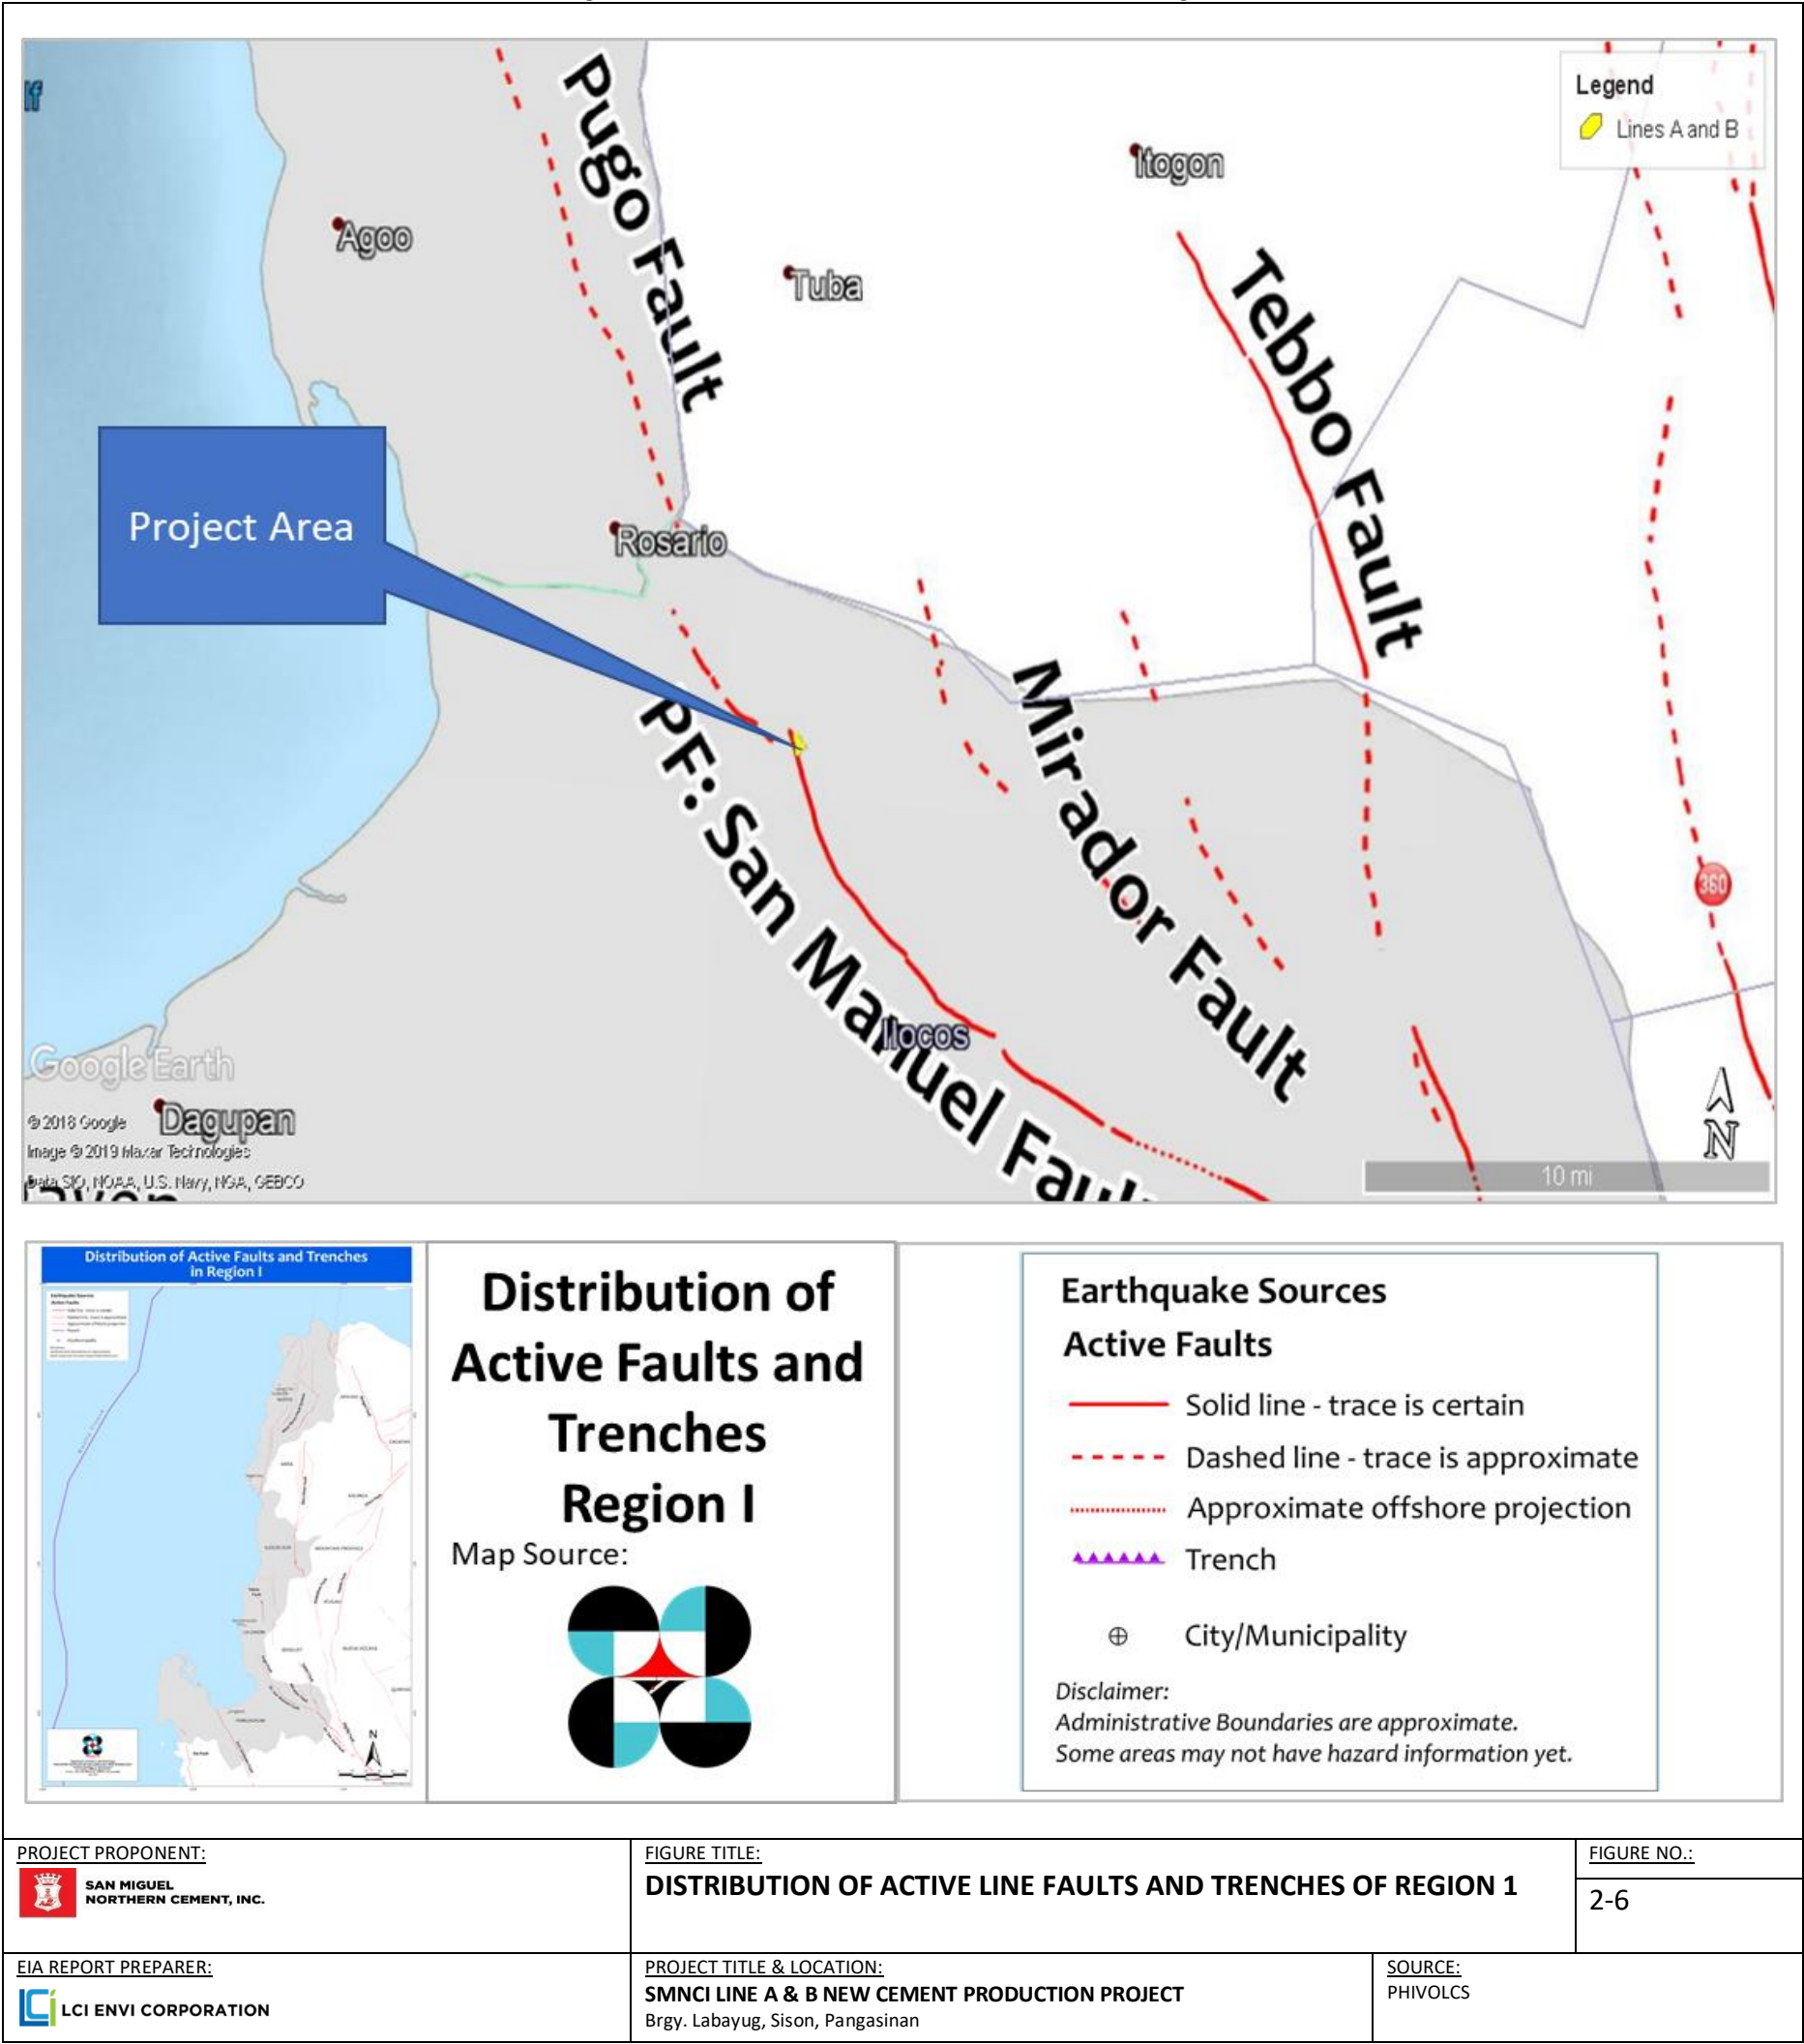 Legend
Lines A and B
Pugo Fault
Itogon
Agoo
Tuba
Tebbo Fault
Project Area
Rosario
Mirador Fault
PF: San Manuel Fault
360
Ilocos
Google Earth
Dagupan
© 2018 Google
Image © 2019 Maxar Technologies
Data SIO, NOAA, U.S. Navy, NGA, GEBCO
N
10 mi
Distribution of Active Faults and Trenches
in Region I
N
Distribution of
Active Faults and
Trenches
Region I
Map Source:
Earthquake Sources
Active Faults
Solid line - trace is certain
Dashed line - trace is approximate
Approximate offshore projection
Trench
City/Municipality
Disclaimer:
Administrative Boundaries are approximate.
Some areas may not have hazard information yet.
PROJECT PROPONENT:
SAN MIGUEL
NORTHERN CEMENT, INC.
FIGURE TITLE:
DISTRIBUTION OF ACTIVE LINE FAULTS AND TRENCHES OF REGION 1
FIGURE NO.:
2-6
EIA REPORT PREPARER:
LCI ENVI CORPORATION
PROJECT TITLE & LOCATION:
SMNCI LINE A & B NEW CEMENT PRODUCTION PROJECT
Brgy. Labayug, Sison, Pangasinan
SOURCE:
PHIVOLCS